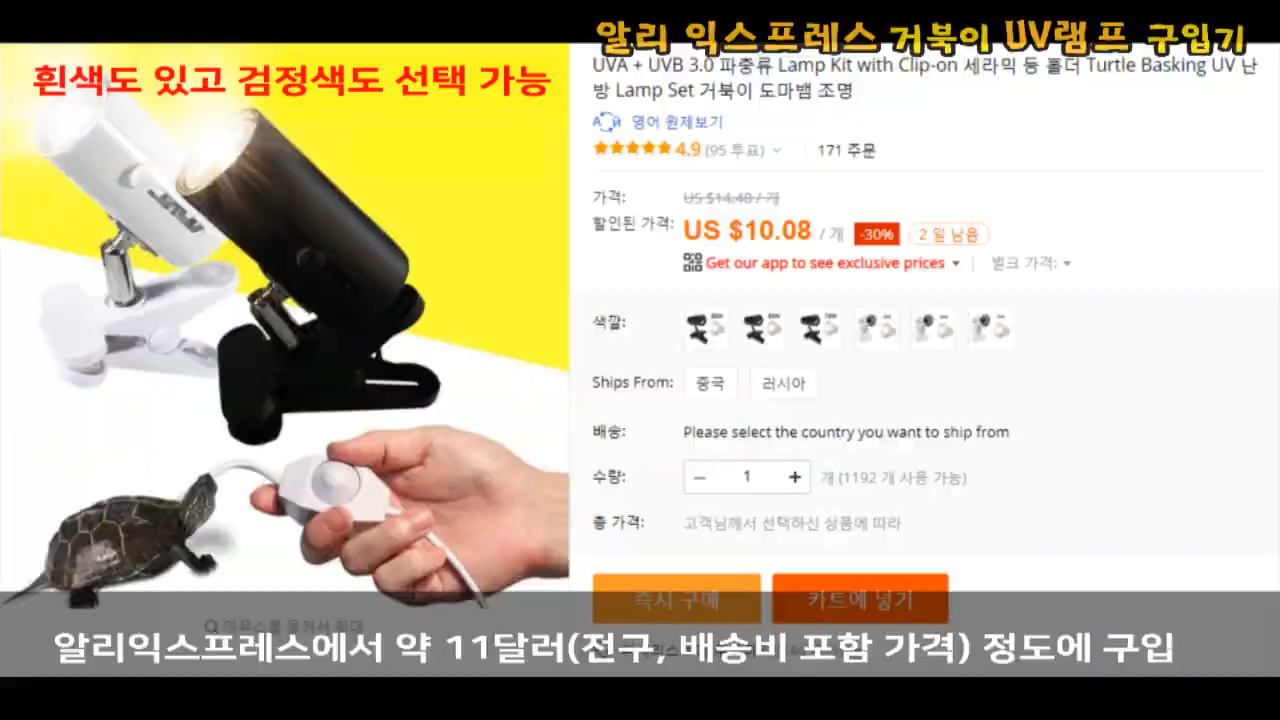 알리 익스프레스 거북이 UV램프 구입기
흰색도 있고 검정색도 선택 가능
UVA + UVB 3.0 파충류 Lamp Kit with Clip-on 세라믹 등 홀더 Turtle Basking UV 난
방 Lamp Set 거북이 도마뱀 조명
영어 원제보기
4.9 (95 투표) 171 주문
가격: US $14.40 / 개
할인된 가격: US $10.08 / 개 -30% 2 일 남음
Get our app to see exclusive prices 벌크 가격:
색깔:
Ships From: 중국 러시아
배송: Please select the country you want to ship from
수량: – 1 + 개 (1192 개 사용 가능)
총 가격: 고객님께서 선택하신 상품에 따라
즉시 구매 카트에 넣기
마우스를 올려서 확대
알리익스프레스에서 약 11달러(전구, 배송비 포함 가격) 정도에 구입